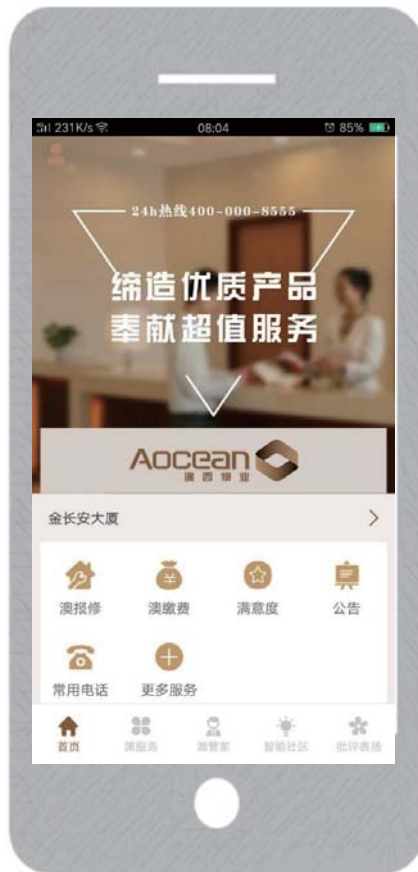 231K/s
08:04
85%
24h热线400-000-8555
缔造优质产品
奉献超值服务
Aocean
澳西物业
金长安大厦
澳报修
澳缴费
满意度
公告
常用电话
更多服务
首页
澳服务
澳管家
智能社区
批评表扬